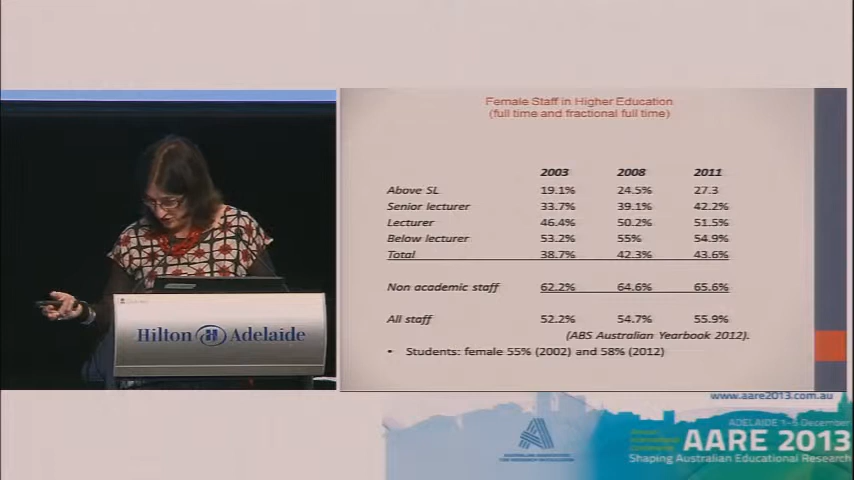 Female Staff in Higher Education
(full time and fractional full time)
2003 2008 2011
Above SL 19.1% 24.5% 27.3
Senior lecturer 33.7% 39.1% 42.2%
Lecturer 46.4% 50.2% 51.5%
Below lecturer 53.2% 55% 54.9%
Total 38.7% 42.3% 43.6%
Non academic staff 62.2% 64.6% 65.6%
All staff 52.2% 54.7% 55.9%
(ABS Australian Yearbook 2012).
• Students: female 55% (2002) and 58% (2012)
Hilton H Adelaide
www.aare2013.com.au
ADELAIDE 1-5 December
AARE 2013
Shaping Australian Educational Research